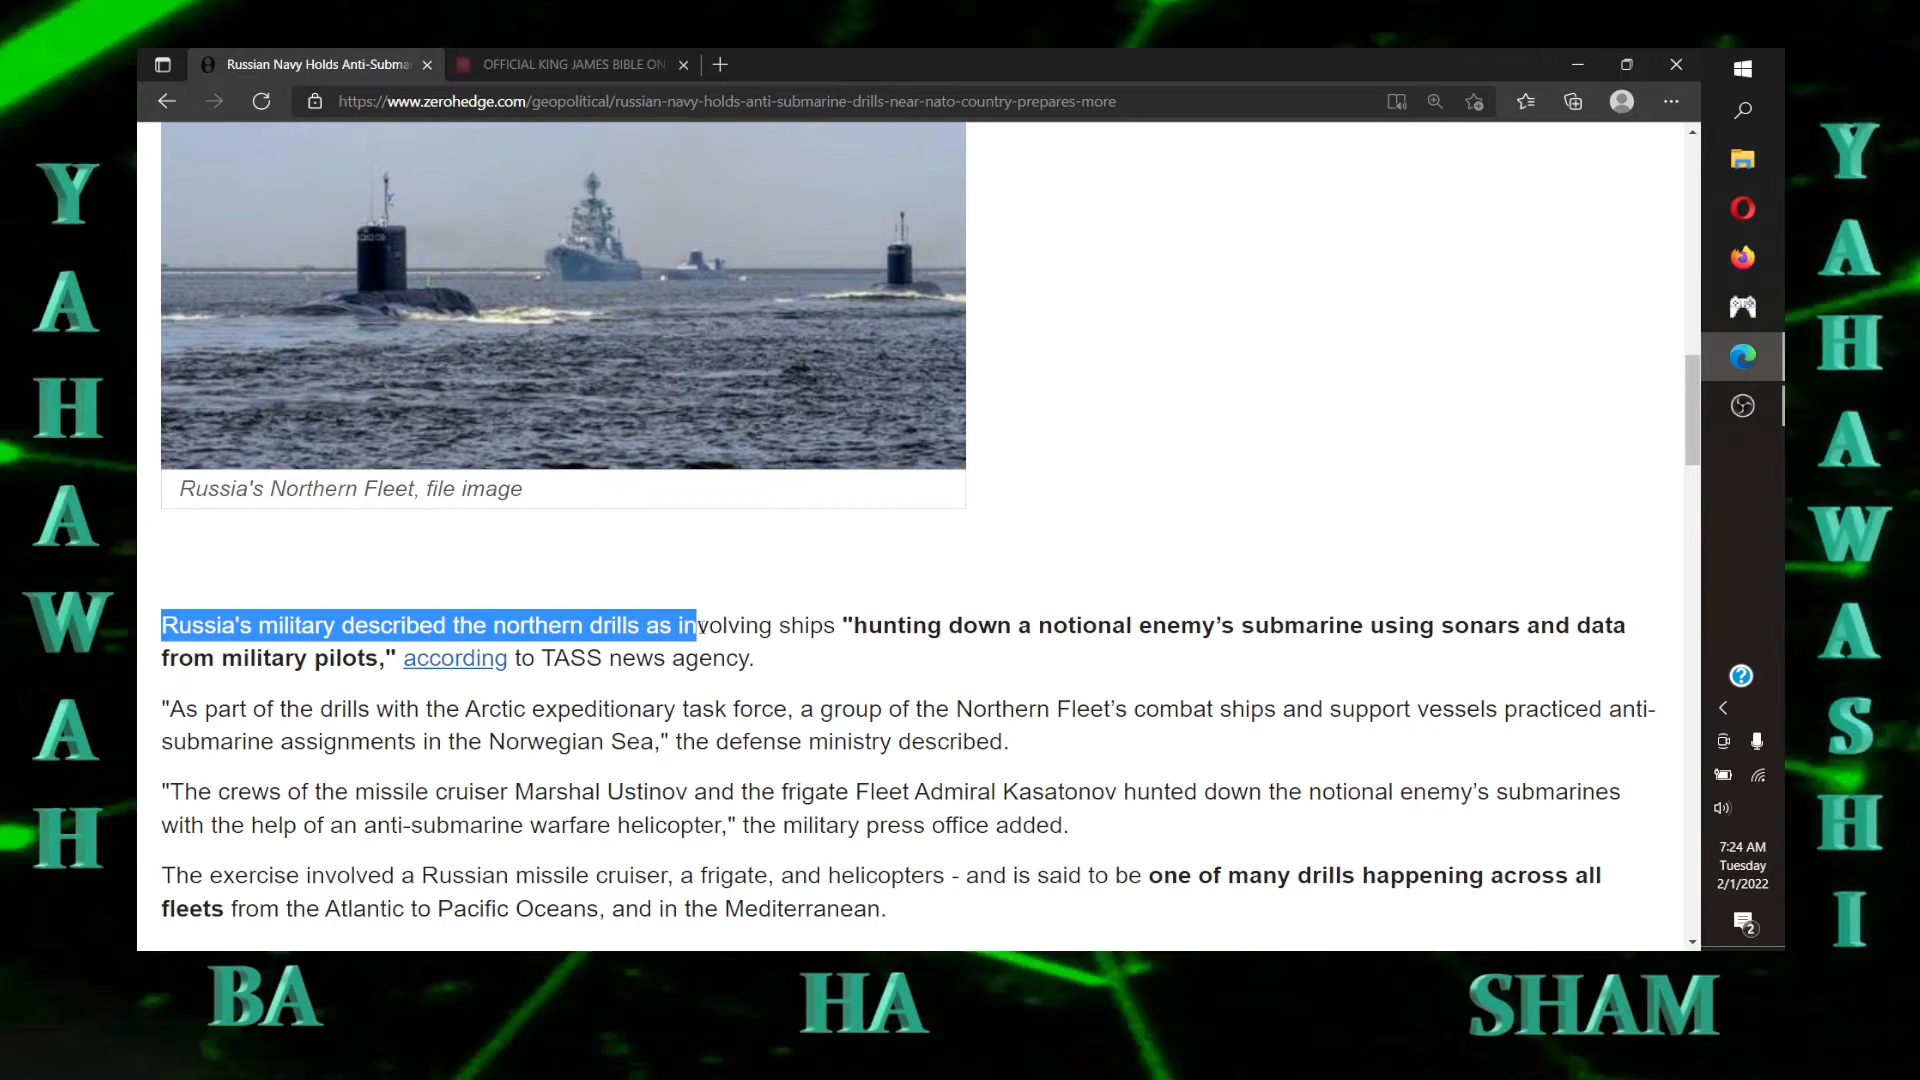 Russian Navy Holds Anti-Subma
OFFICIAL KING JAMES BIBLE ON
https://www.zerohedge.com/geopolitical/russian-navy-holds-anti-submarine-drills-near-nato-country-prepares-more
Russia's Northern Fleet, file image
Russia's military described the northern drills as involving ships "hunting down a notional enemy’s submarine using sonars and data
from military pilots," according to TASS news agency.
"As part of the drills with the Arctic expeditionary task force, a group of the Northern Fleet’s combat ships and support vessels practiced anti-
submarine assignments in the Norwegian Sea," the defense ministry described.
"The crews of the missile cruiser Marshal Ustinov and the frigate Fleet Admiral Kasatonov hunted down the notional enemy’s submarines
with the help of an anti-submarine warfare helicopter," the military press office added.
The exercise involved a Russian missile cruiser, a frigate, and helicopters - and is said to be one of many drills happening across all
fleets from the Atlantic to Pacific Oceans, and in the Mediterranean.
7:24 AM
Tuesday
2/1/2022
2
YAHAWAH
YAHAWASHI
BA HA SHAM